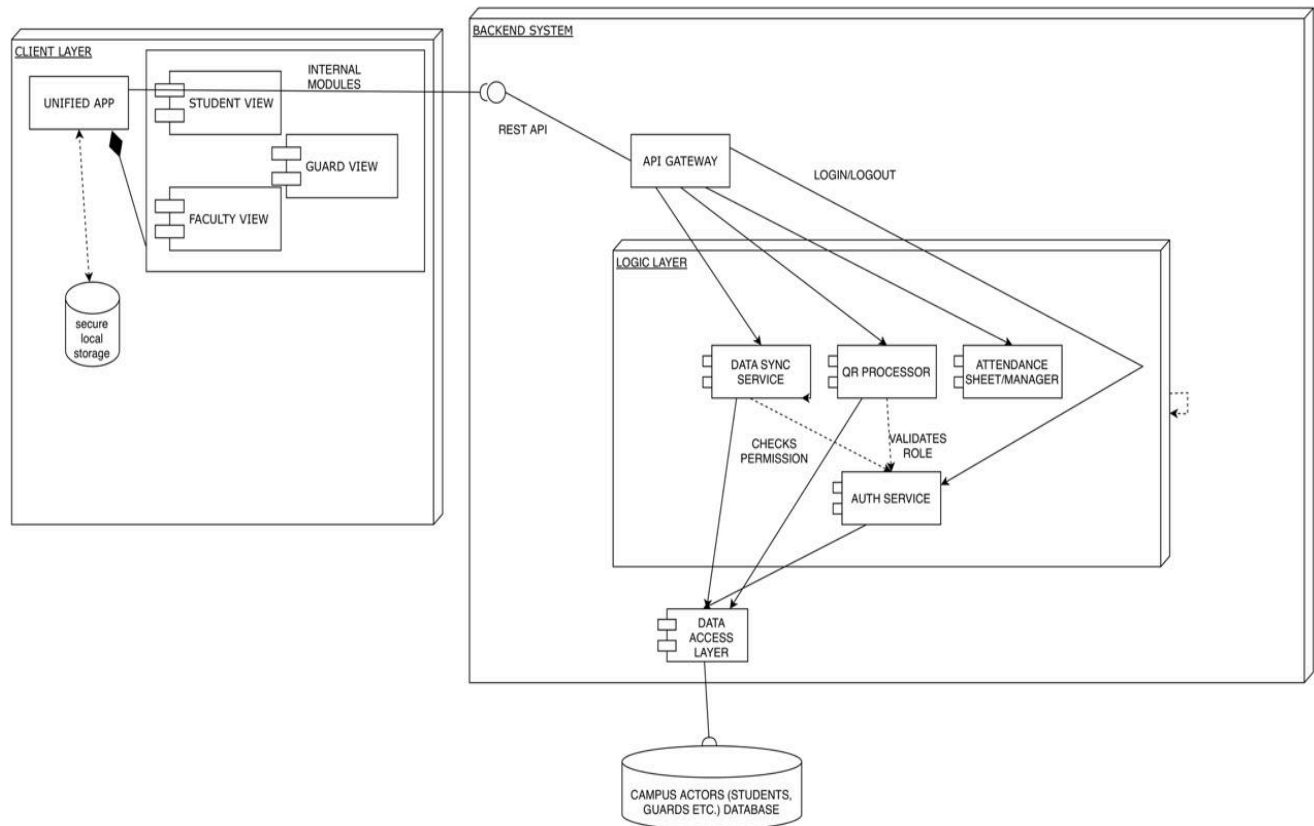 BACKEND SYSTEM
CLIENT LAYER
INTERNAL
MODULES
UNIFIED APP
STUDENT VIEW
GUARD VIEW
FACULTY VIEW
secure
local
storage
REST API
API GATEWAY
LOGIN/LOGOUT
LOGIC LAYER
DATA SYNC
SERVICE
QR PROCESSOR
ATTENDANCE
SHEET/MANAGER
CHECKS
PERMISSION
VALIDATES
ROLE
AUTH SERVICE
DATA
ACCESS
LAYER
CAMPUS ACTORS (STUDENTS,
GUARDS ETC.) DATABASE